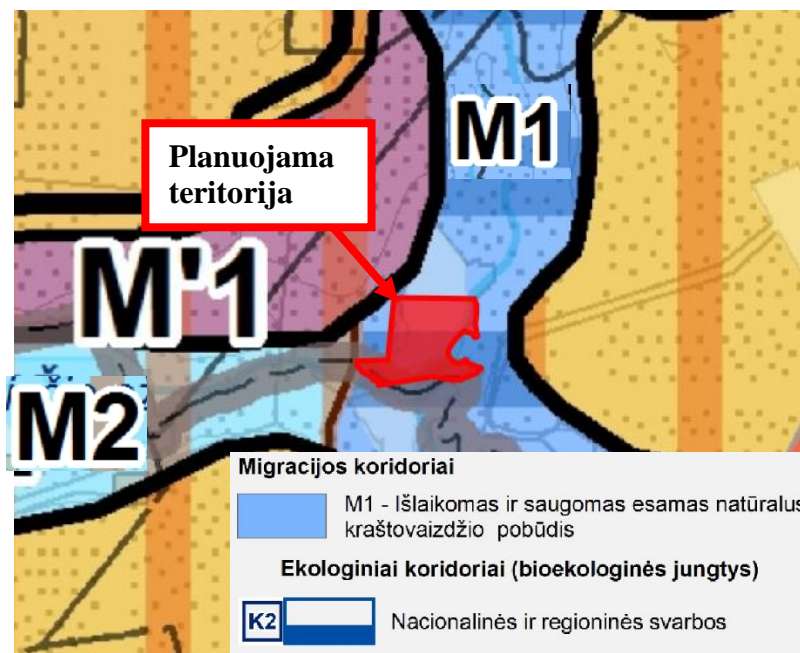 M1
Planuojama
teritorija
M'1
M2
Migracijos koridoriai
M1 - Išlaikomas ir saugomas esamas natūralus
kraštovaizdžio pobūdis
Ekologiniai koridoriai (bioekologinės jungtys)
K2
Nacionalinės ir regioninės svarbos